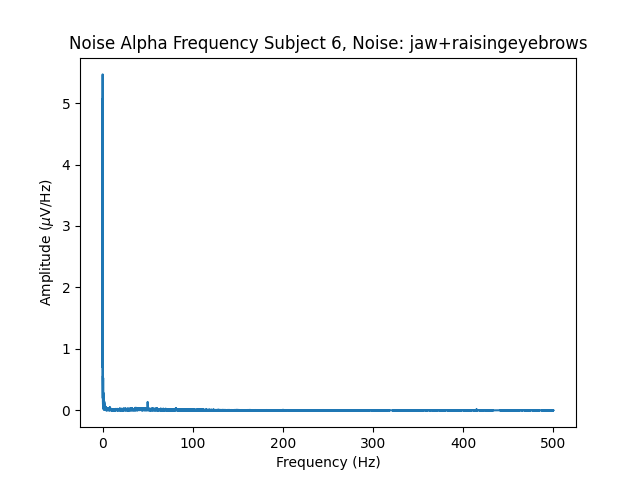 Noise Alpha Frequency Subject 6, Noise: jaw+raisingeyebrows
Amplitude (μV/Hz)
5
4
3
2
1
0
0 100 200 300 400 500
Frequency (Hz)